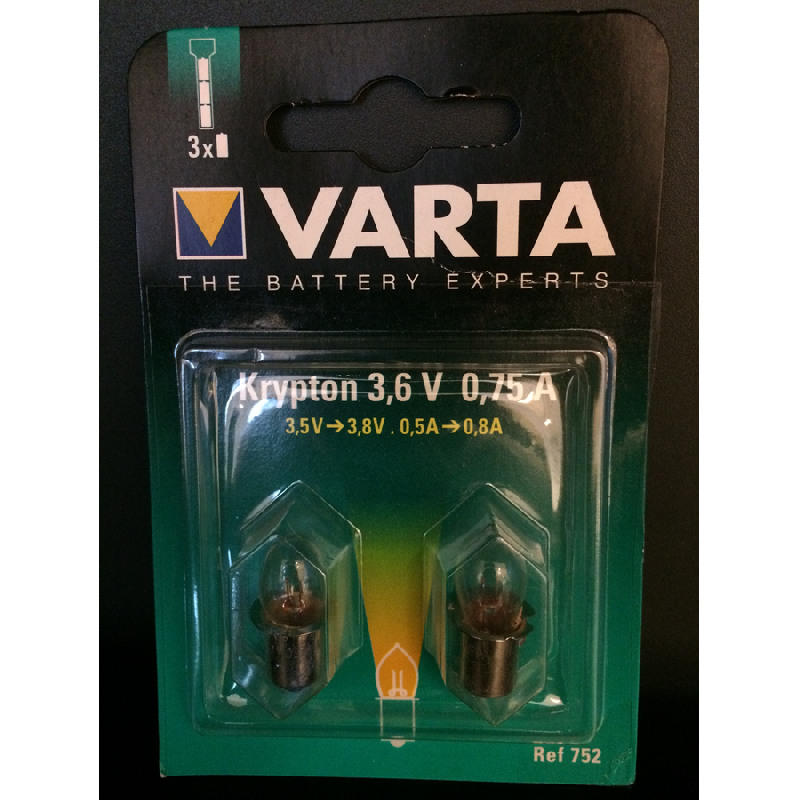 3x
VARTA
THE BATTERY EXPERTS
Krypton 3,6 V 0,75 A
3,5V➔3,8V . 0,5A➔0,8A
Ref 752